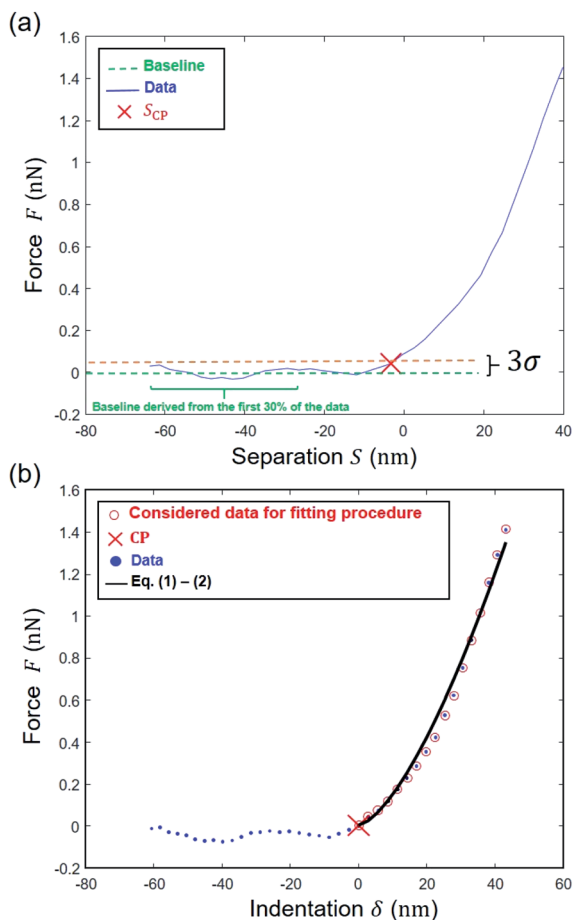 (a)
1.6
1.4
1.2
1
0.8
0.6
0.4
0.2
0
-0.2
Force F (nN)
Baseline
Data
S_CP
3σ
Baseline derived from the first 30% of the data
-80 -60 -40 -20 0 20 40
Separation S (nm)
(b)
1.6
1.4
1.2
1
0.8
0.6
0.4
0.2
0
-0.2
Force F (nN)
Considered data for fitting procedure
CP
Data
Eq. (1) – (2)
-80 -60 -40 -20 0 20 40 60
Indentation δ (nm)